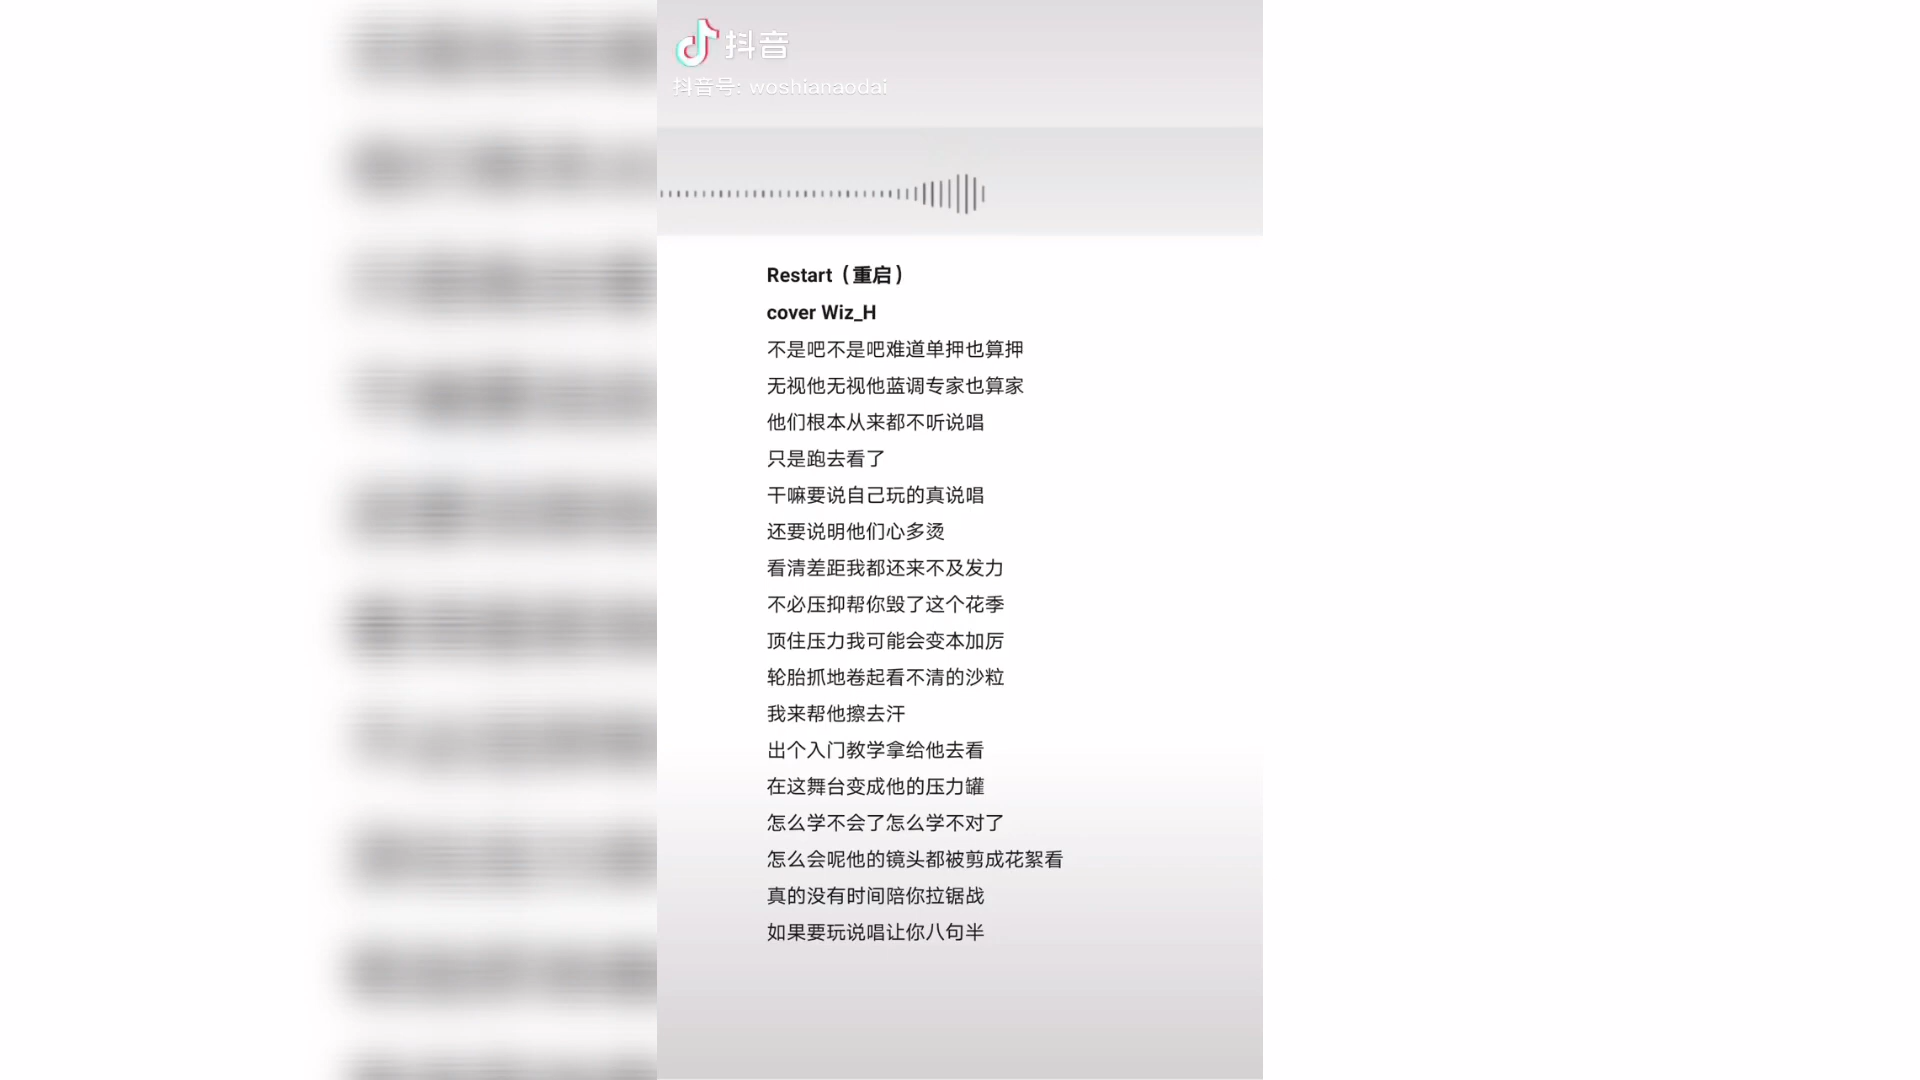 抖音
抖音号: woshianaodai
Restart（重启）
cover Wiz_H
不是吧不是吧难道单押也算押
无视他无视他蓝调专家也算家
他们根本从来都不听说唱
只是跑去看了
干嘛要说自己玩的真说唱
还要说明他们心多烫
看清差距我都还来不及发力
不必压抑帮你毁了这个花季
顶住压力我可能会变本加厉
轮胎抓地卷起看不清的沙粒
我来帮他擦去汗
出个入门教学拿给他去看
在这舞台变成他的压力罐
怎么学不会了怎么学不对了
怎么会呢他的镜头都被剪成花絮看
真的没有时间陪你拉锯战
如果要玩说唱让你八句半